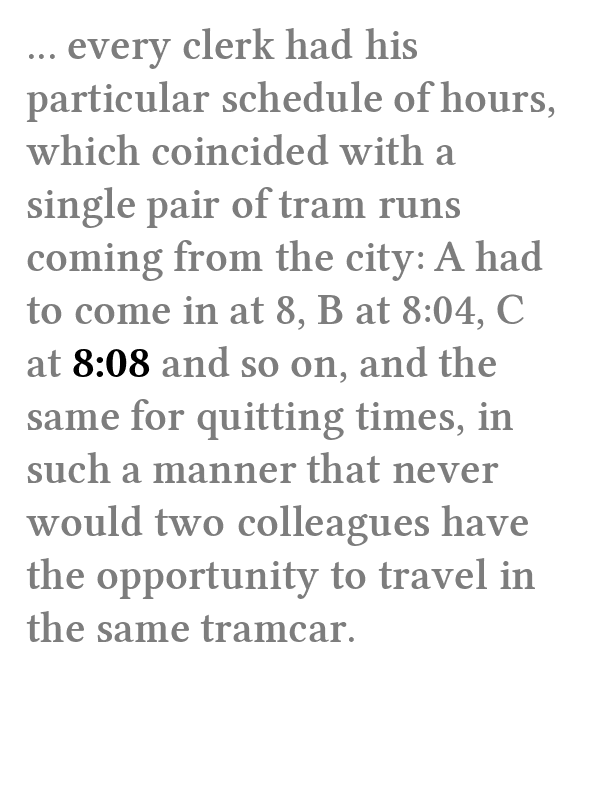 ... every clerk had his
particular schedule of hours,
which coincided with a
single pair of tram runs
coming from the city: A had
to come in at 8, B at 8:04, C
at 8:08 and so on, and the
same for quitting times, in
such a manner that never
would two colleagues have
the opportunity to travel in
the same tramcar.